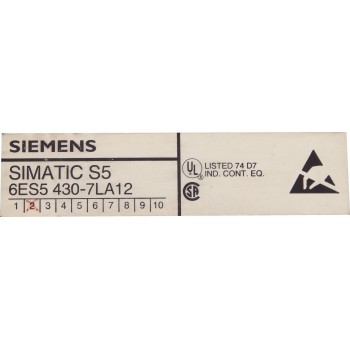 SIEMENS
SIMATIC S5
6ES5 430-7LA12
1 2 3 4 5 6 7 8 9 10
UL LISTED 74 D7
IND. CONT. EQ.
SA